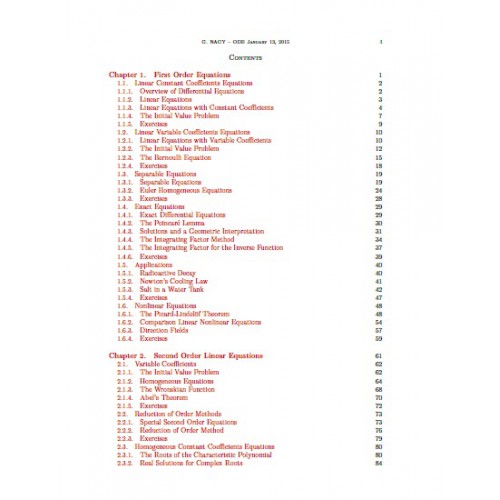 G. NAGY – ODE January 13, 2015 1
Contents
Chapter 1. First Order Equations 1
1.1. Linear Constant Coefficients Equations 2
1.1.1. Overview of Differential Equations 2
1.1.2. Linear Equations 3
1.1.3. Linear Equations with Constant Coefficients 4
1.1.4. The Initial Value Problem 7
1.1.5. Exercises 9
1.2. Linear Variable Coefficients Equations 10
1.2.1. Linear Equations with Variable Coefficients 10
1.2.2. The Initial Value Problem 12
1.2.3. The Bernoulli Equation 15
1.2.4. Exercises 18
1.3. Separable Equations 19
1.3.1. Separable Equations 19
1.3.2. Euler Homogeneous Equations 24
1.3.3. Exercises 28
1.4. Exact Equations 29
1.4.1. Exact Differential Equations 29
1.4.2. The Poincaré Lemma 30
1.4.3. Solutions and a Geometric Interpretation 31
1.4.4. The Integrating Factor Method 34
1.4.5. The Integrating Factor for the Inverse Function 37
1.4.6. Exercises 39
1.5. Applications 40
1.5.1. Radioactive Decay 40
1.5.2. Newton's Cooling Law 41
1.5.3. Salt in a Water Tank 42
1.5.4. Exercises 47
1.6. Nonlinear Equations 48
1.6.1. The Picard-Lindelöf Theorem 48
1.6.2. Comparison Linear Nonlinear Equations 54
1.6.3. Direction Fields 57
1.6.4. Exercises 59
Chapter 2. Second Order Linear Equations 61
2.1. Variable Coefficients 62
2.1.1. The Initial Value Problem 62
2.1.2. Homogeneous Equations 64
2.1.3. The Wronskian Function 68
2.1.4. Abel's Theorem 70
2.1.5. Exercises 72
2.2. Reduction of Order Methods 73
2.2.1. Special Second Order Equations 73
2.2.2. Reduction of Order Method 76
2.2.3. Exercises 79
2.3. Homogeneous Constant Coefficients Equations 80
2.3.1. The Roots of the Characteristic Polynomial 80
2.3.2. Real Solutions for Complex Roots 84